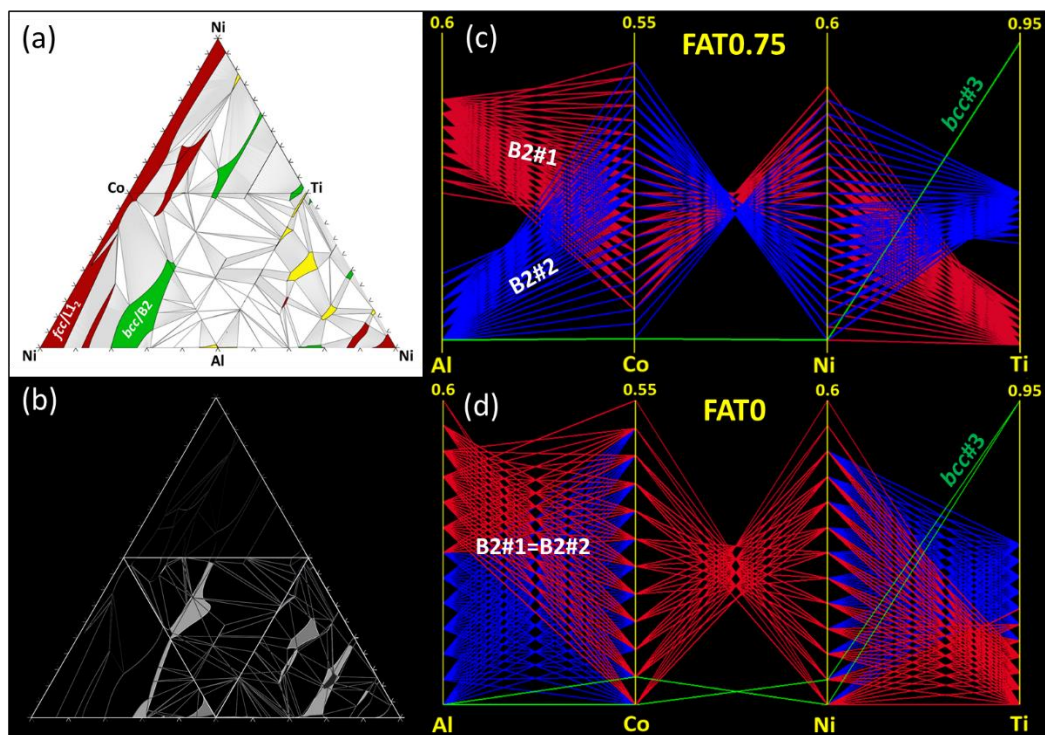 (a)
Ni
Co
Ti
fcc/L1₂
bcc/B2
Ni
Al
Ni
(b)
0.6
0.55
0.6
0.95
(c)
FAT0.75
bcc#3
B2#1
B2#2
Al
Co
Ni
Ti
0.6
0.55
0.6
0.95
(d)
FAT0
bcc#3
B2#1=B2#2
Al
Co
Ni
Ti